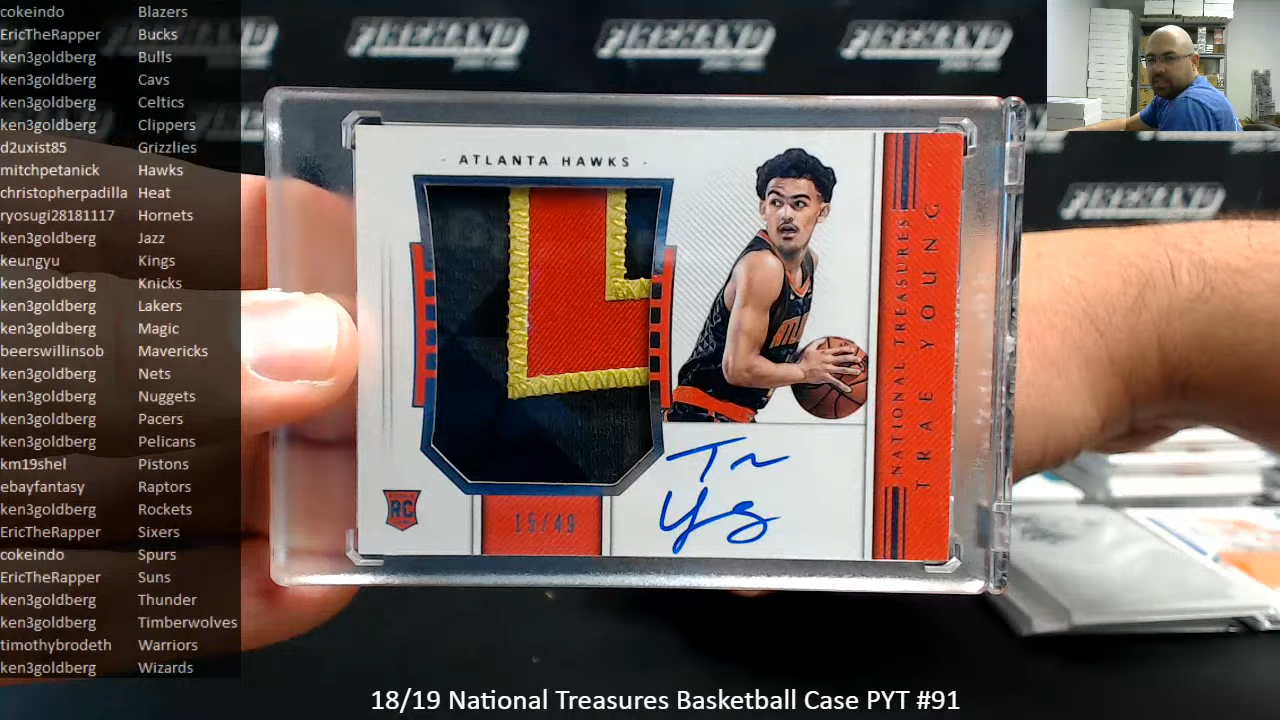 cokeindo Blazers
EricTheRapper Bucks
ken3goldberg Bulls
ken3goldberg Cavs
ken3goldberg Celtics
ken3goldberg Clippers
d2uxist85 Grizzlies
mitchpetanick Hawks
christopherpadilla Heat
ryosugi28181117 Hornets
ken3goldberg Jazz
keungyu Kings
ken3goldberg Knicks
ken3goldberg Lakers
ken3goldberg Magic
beerswillinsob Mavericks
ken3goldberg Nets
ken3goldberg Nuggets
ken3goldberg Pacers
ken3goldberg Pelicans
km19shel Pistons
ebayfantasy Raptors
ken3goldberg Rockets
EricTheRapper Sixers
cokeindo Spurs
EricTheRapper Suns
ken3goldberg Thunder
ken3goldberg Timberwolves
timothybrodeth Warriors
ken3goldberg Wizards
FIREHAND FIREHAND FIREHAND
FIREHAND
- ATLANTA HAWKS -
NATIONAL TREASURES
TRAE YOUNG
RC
15/49
18/19 National Treasures Basketball Case PYT #91